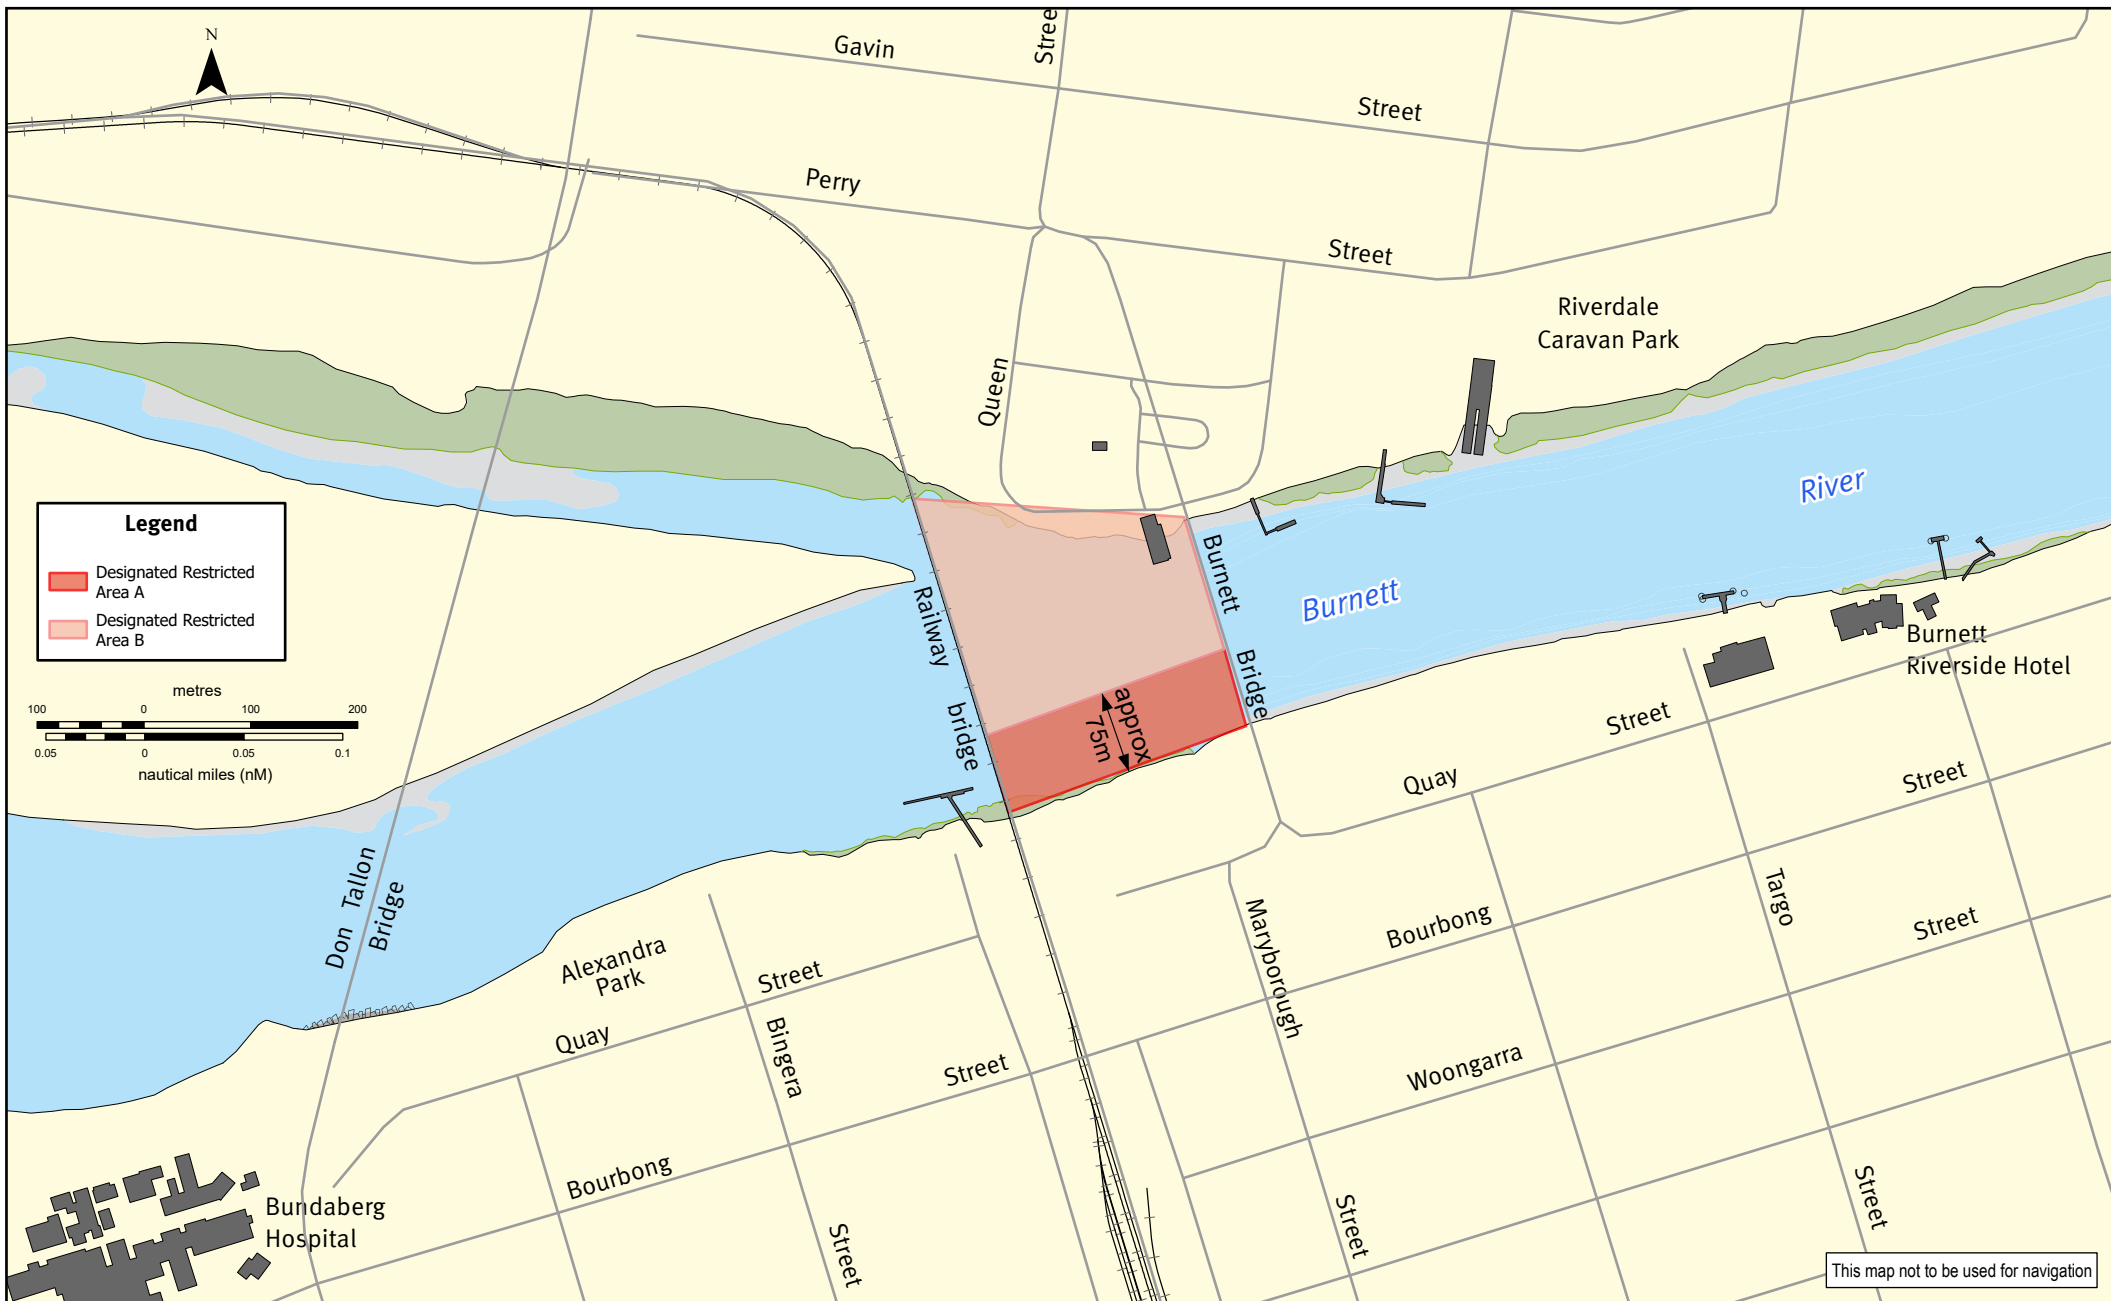 N
Gavin
Street
Stree
Perry
Street
Riverdale
Caravan Park
Queen
River
Burnett
Legend
Designated Restricted
Area A
Designated Restricted
Area B
metres
100 0 100 200
0.05 0 0.05 0.1
nautical miles (nM)
Railway
bridge
Burnett
Bridge
approx
75m
Burnett
Riverside Hotel
Street
Quay
Street
Don Tallon
Bridge
Alexandra
Park
Street
Quay
Bingera
Street
Maryborough
Bourbong
Targo
Street
Woongarra
Street
Bourbong
Street
Street
Street
Bundaberg
Hospital
This map not to be used for navigation